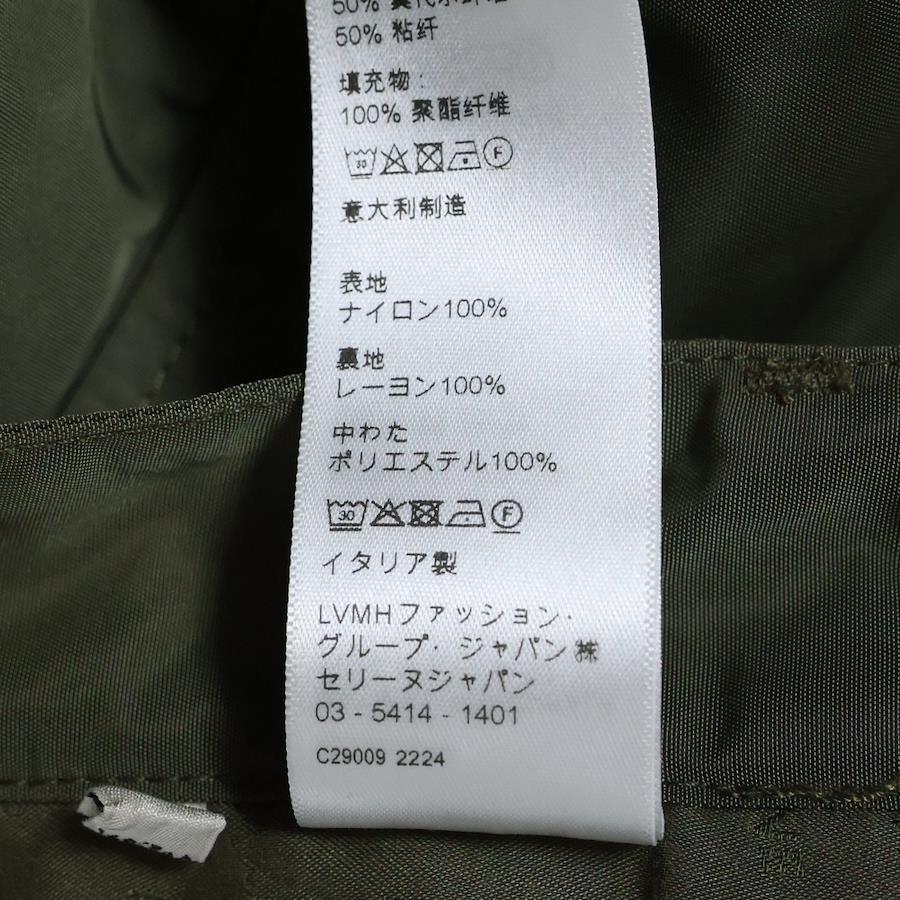 50%
50% 粘纤
填充物:
100% 聚酯纤维
30 F
意大利制造
表地
ナイロン100%
裏地
レーヨン100%
中わた
ポリエステル100%
30 F
イタリア製
LVMHファッション・
グループ・ジャパン㈱
セリーヌジャパン
03 - 5414 - 1401
C29009 2224